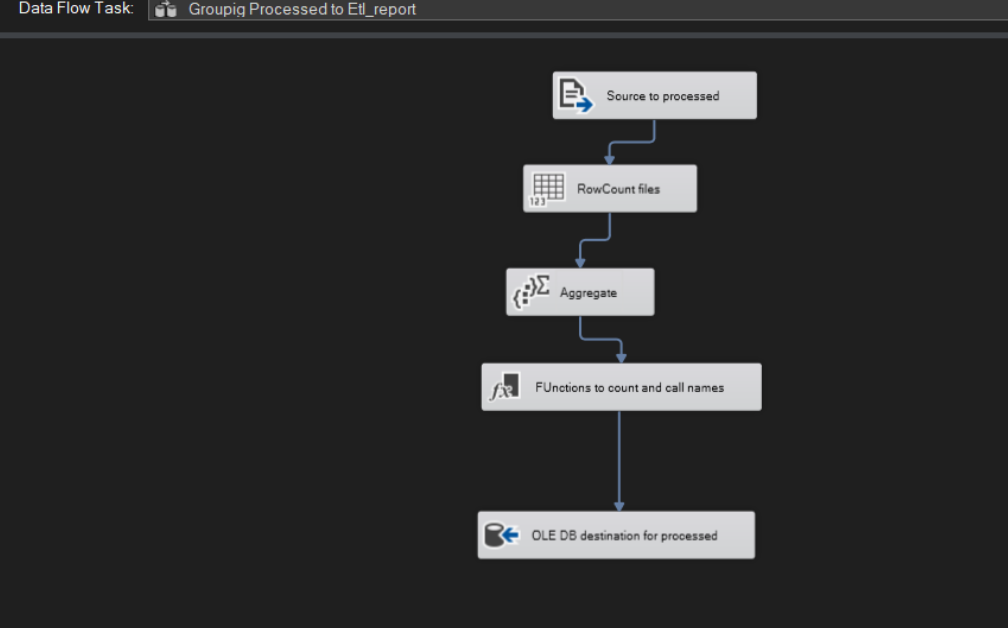 Data Flow Task: Groupig Processed to Etl_report
Source to processed
RowCount files
123
Aggregate
fx FUnctions to count and call names
OLE DB destination for processed